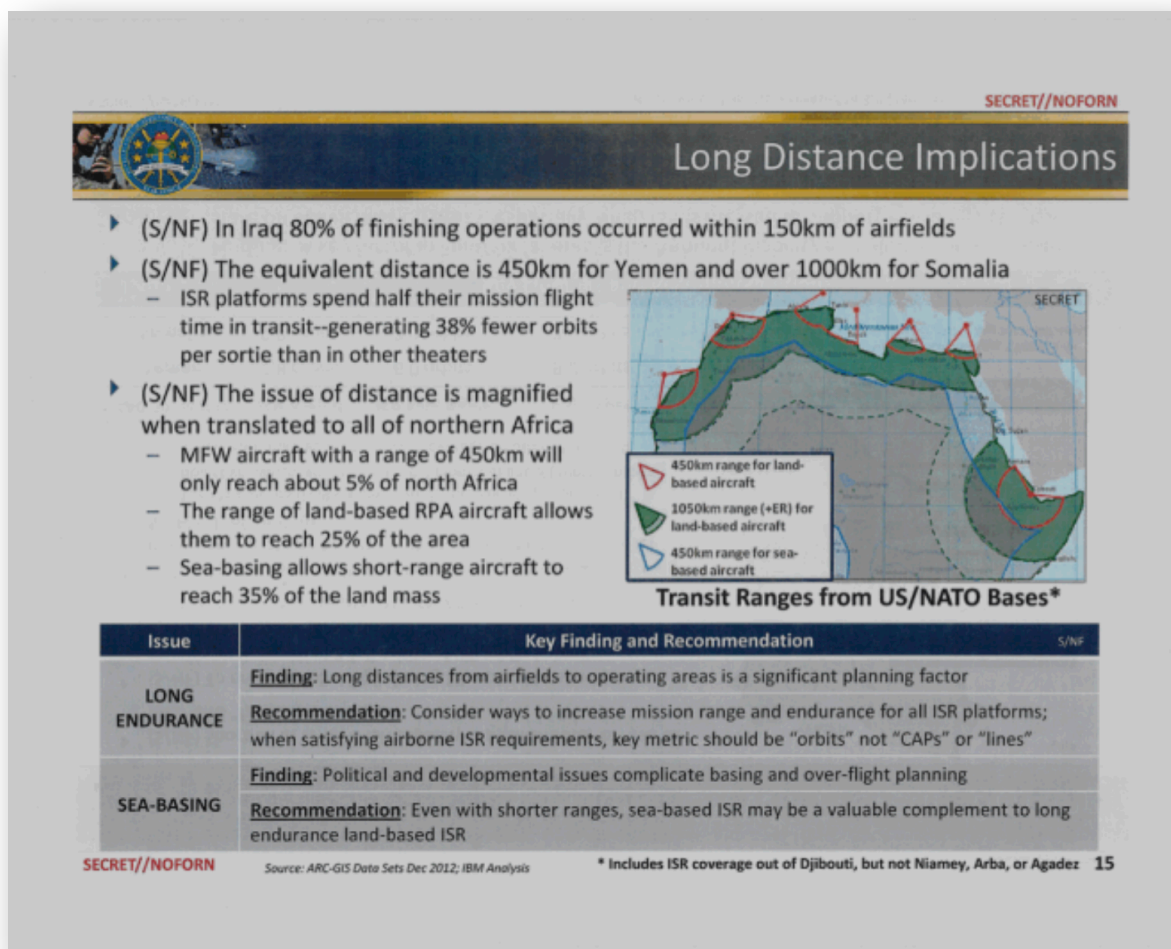 SECRET//NOFORN
Long Distance Implications
(S/NF) In Iraq 80% of finishing operations occurred within 150km of airfields
(S/NF) The equivalent distance is 450km for Yemen and over 1000km for Somalia
– ISR platforms spend half their mission flight
time in transit--generating 38% fewer orbits
per sortie than in other theaters
(S/NF) The issue of distance is magnified
when translated to all of northern Africa
– MFW aircraft with a range of 450km will
only reach about 5% of north Africa
– The range of land-based RPA aircraft allows
them to reach 25% of the area
– Sea-basing allows short-range aircraft to
reach 35% of the land mass
SECRET
450km range for land-
based aircraft
1050km range (+ER) for
land-based aircraft
450km range for sea-
based aircraft
Transit Ranges from US/NATO Bases*
Issue
Key Finding and Recommendation
S/NF
LONG
ENDURANCE
Finding: Long distances from airfields to operating areas is a significant planning factor
Recommendation: Consider ways to increase mission range and endurance for all ISR platforms;
when satisfying airborne ISR requirements, key metric should be “orbits” not “CAPs” or “lines”
SEA-BASING
Finding: Political and developmental issues complicate basing and over-flight planning
Recommendation: Even with shorter ranges, sea-based ISR may be a valuable complement to long
endurance land-based ISR
SECRET//NOFORN
Source: ARC-GIS Data Sets Dec 2012; IBM Analysis
* Includes ISR coverage out of Djibouti, but not Niamey, Arba, or Agadez
15